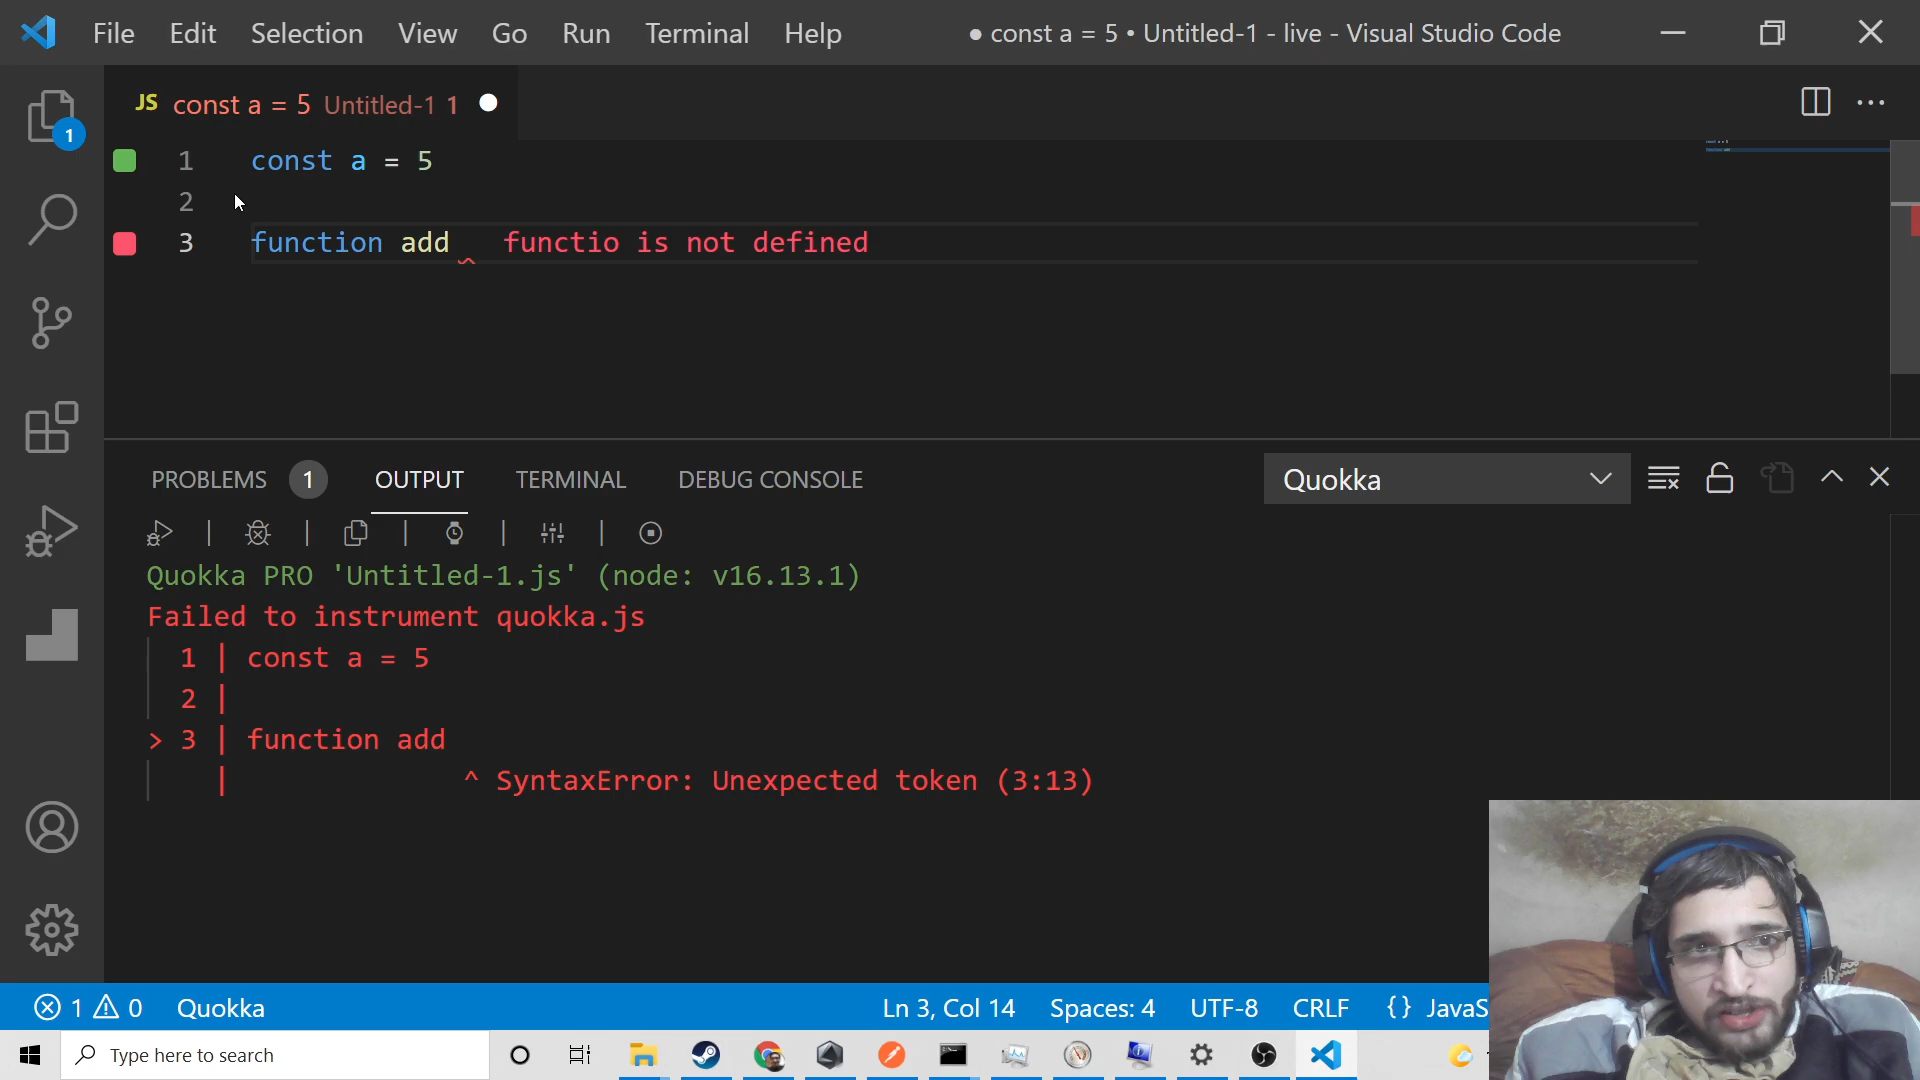 File Edit Selection View Go Run Terminal Help ● const a = 5 • Untitled-1 - live - Visual Studio Code
JS const a = 5 Untitled-1 1
1
1 const a = 5
2
3 function add functio is not defined
PROBLEMS 1 OUTPUT TERMINAL DEBUG CONSOLE Quokka
Quokka PRO 'Untitled-1.js' (node: v16.13.1)
Failed to instrument quokka.js
1 | const a = 5
2 |
> 3 | function add
| ^ SyntaxError: Unexpected token (3:13)
1 0 Quokka Ln 3, Col 14 Spaces: 4 UTF-8 CRLF {} JavaS
Type here to search